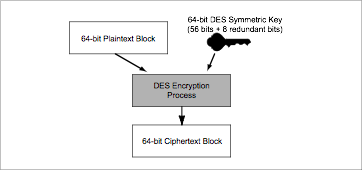 64-bit DES Symmetric Key
(56 bits + 8 redundant bits)
64-bit Plaintext Block
DES Encryption
Process
64-bit Ciphertext Block